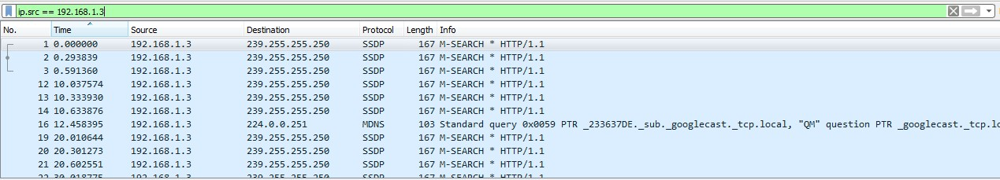 ip.src == 192.168.1.3
No. Time Source Destination Protocol Length Info
1 0.000000 192.168.1.3 239.255.255.250 SSDP 167 M-SEARCH * HTTP/1.1
2 0.293839 192.168.1.3 239.255.255.250 SSDP 167 M-SEARCH * HTTP/1.1
3 0.591360 192.168.1.3 239.255.255.250 SSDP 167 M-SEARCH * HTTP/1.1
12 10.037574 192.168.1.3 239.255.255.250 SSDP 167 M-SEARCH * HTTP/1.1
13 10.333930 192.168.1.3 239.255.255.250 SSDP 167 M-SEARCH * HTTP/1.1
14 10.633876 192.168.1.3 239.255.255.250 SSDP 167 M-SEARCH * HTTP/1.1
16 12.458395 192.168.1.3 224.0.0.251 MDNS 103 Standard query 0x0059 PTR _233637DE._sub._googlecast._tcp.local, "QM" question PTR _googlecast._tcp.lo
19 20.010644 192.168.1.3 239.255.255.250 SSDP 167 M-SEARCH * HTTP/1.1
20 20.301273 192.168.1.3 239.255.255.250 SSDP 167 M-SEARCH * HTTP/1.1
21 20.602551 192.168.1.3 239.255.255.250 SSDP 167 M-SEARCH * HTTP/1.1
22 30.018775 192.168.1.3 239.255.255.250 SSDP 167 M-SEARCH * HTTP/1.1